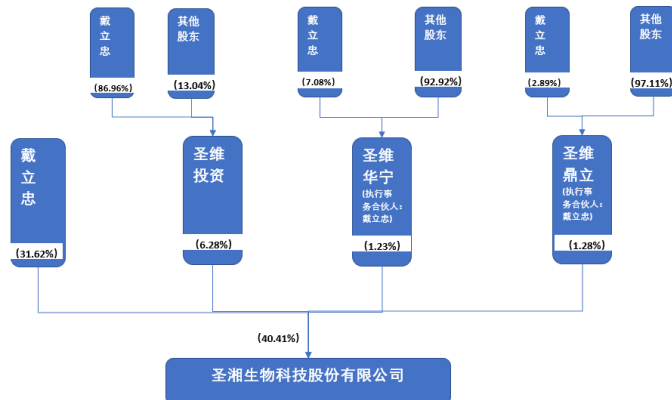 戴
立
忠
(86.96%)
其他
股东
(13.04%)
戴
立
忠
(7.08%)
其他
股东
(92.92%)
戴
立
忠
(2.89%)
其他
股东
(97.11%)
戴
立
忠
(31.62%)
圣维
投资
(6.28%)
圣维
华宁
(执行事
务合伙人：
戴立忠)
(1.23%)
圣维
鼎立
(执行事
务合伙人：
戴立忠)
(1.28%)
(40.41%)
圣湘生物科技股份有限公司